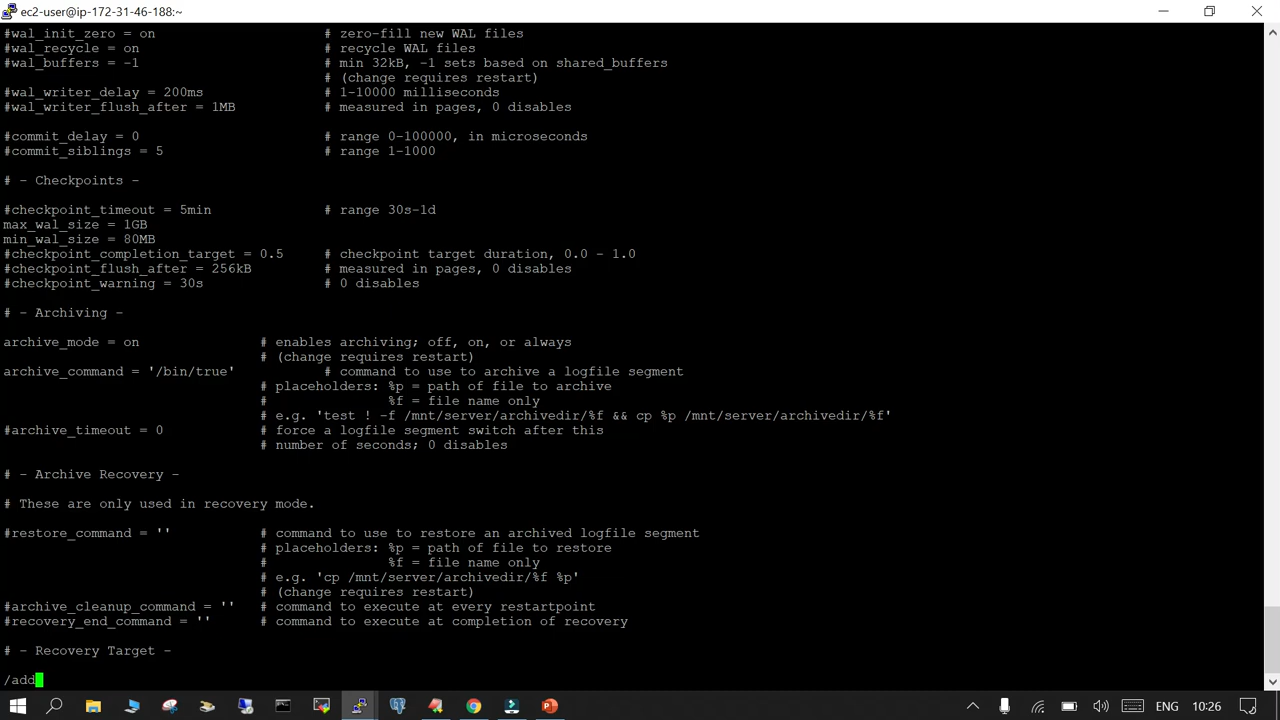 ec2-user@ip-172-31-46-188:~
#wal_init_zero = on # zero-fill new WAL files
#wal_recycle = on # recycle WAL files
#wal_buffers = -1 # min 32kB, -1 sets based on shared_buffers
# (change requires restart)
#wal_writer_delay = 200ms # 1-10000 milliseconds
#wal_writer_flush_after = 1MB # measured in pages, 0 disables
#commit_delay = 0 # range 0-100000, in microseconds
#commit_siblings = 5 # range 1-1000
# - Checkpoints -
#checkpoint_timeout = 5min # range 30s-1d
max_wal_size = 1GB
min_wal_size = 80MB
#checkpoint_completion_target = 0.5 # checkpoint target duration, 0.0 - 1.0
#checkpoint_flush_after = 256kB # measured in pages, 0 disables
#checkpoint_warning = 30s # 0 disables
# - Archiving -
archive_mode = on # enables archiving; off, on, or always
# (change requires restart)
archive_command = '/bin/true' # command to use to archive a logfile segment
# placeholders: %p = path of file to archive
# %f = file name only
# e.g. 'test ! -f /mnt/server/archivedir/%f && cp %p /mnt/server/archivedir/%f'
#archive_timeout = 0 # force a logfile segment switch after this
# number of seconds; 0 disables
# - Archive Recovery -
# These are only used in recovery mode.
#restore_command = '' # command to use to restore an archived logfile segment
# placeholders: %p = path of file to restore
# %f = file name only
# e.g. 'cp /mnt/server/archivedir/%f %p'
# (change requires restart)
#archive_cleanup_command = '' # command to execute at every restartpoint
#recovery_end_command = '' # command to execute at completion of recovery
# - Recovery Target -
/add
ENG 10:26